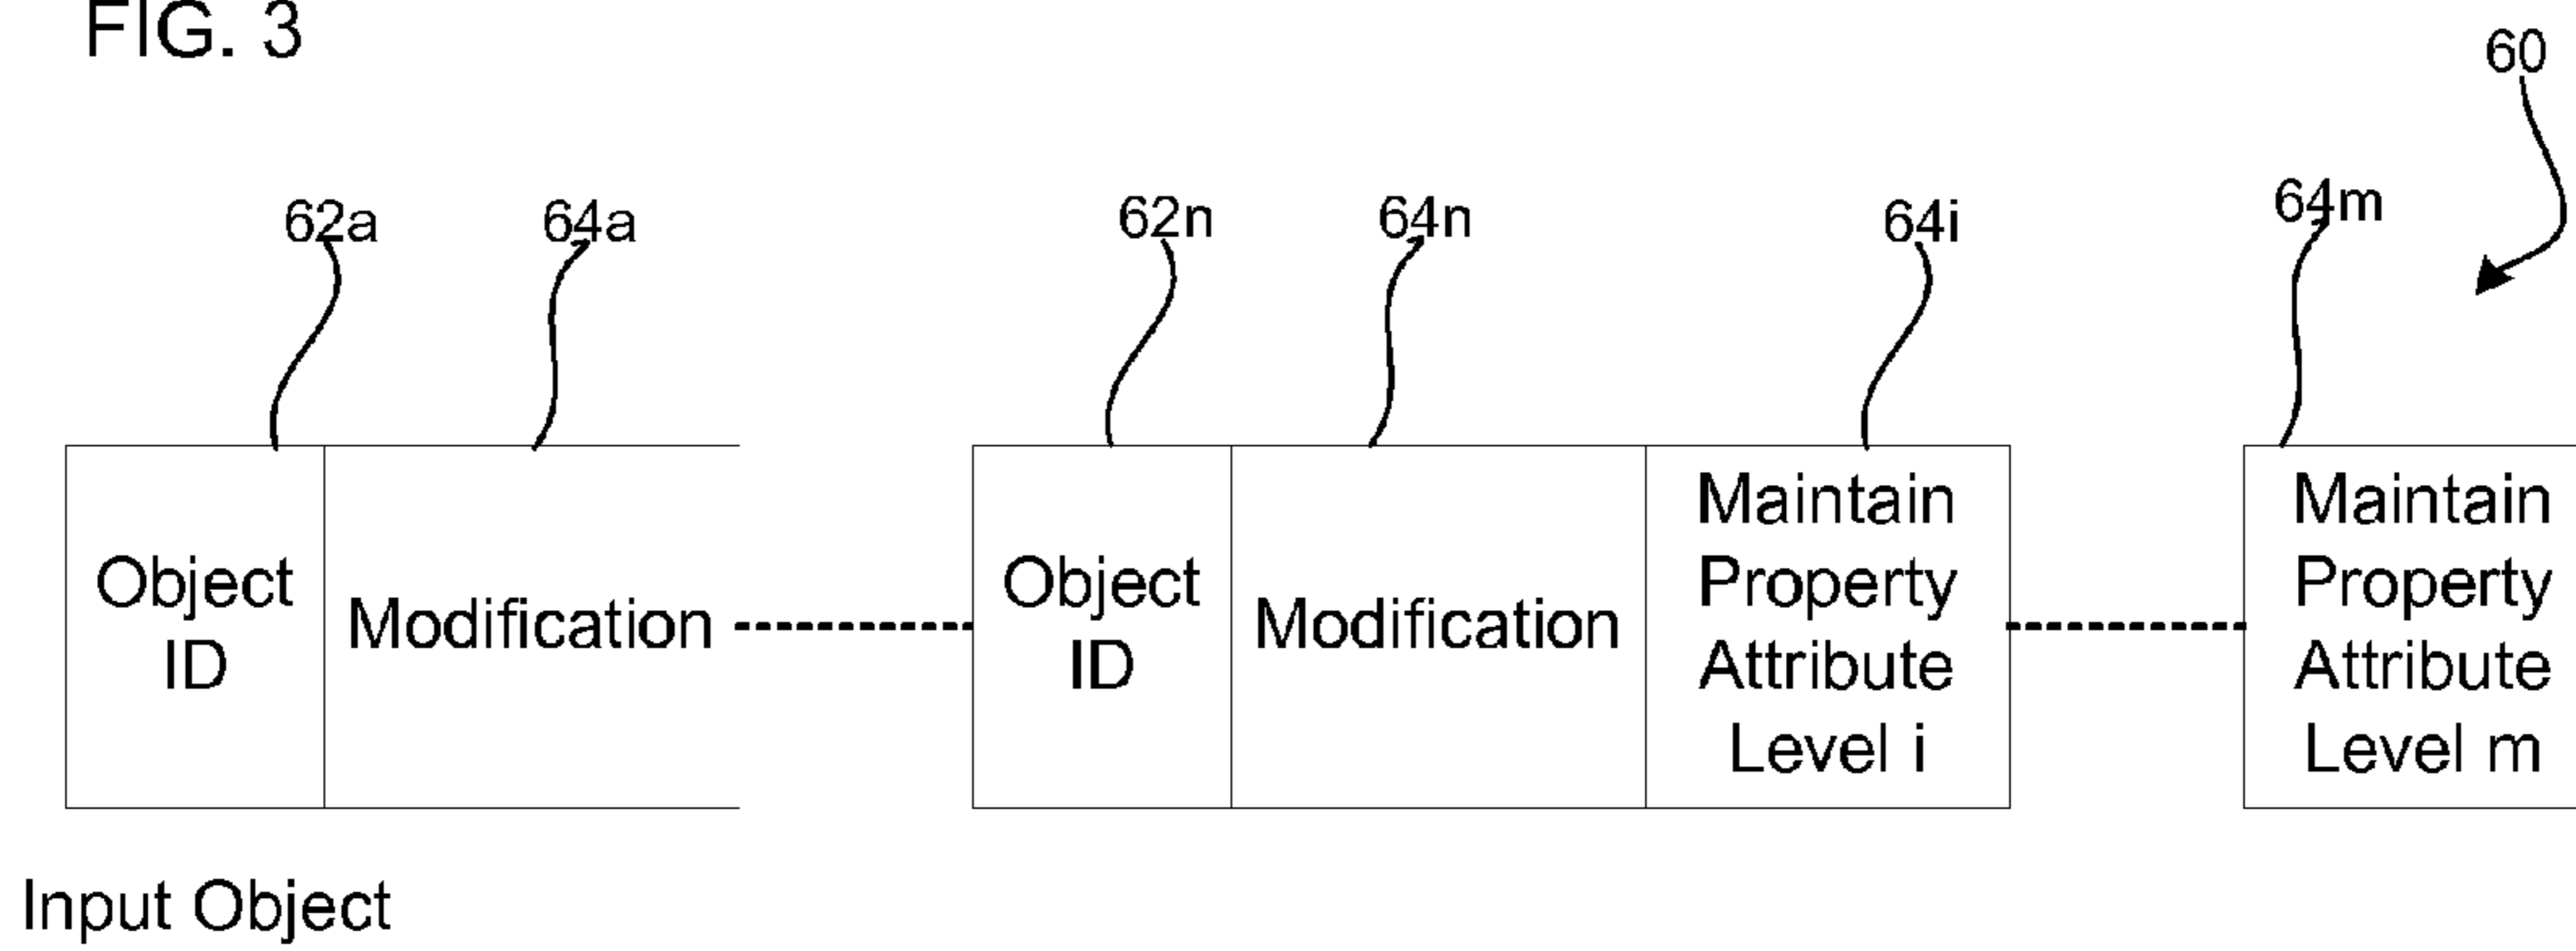 FIG. 3
60
62a 64a 62n 64n 64i 64m
Object
ID
Modification
Object
ID
Modification
Maintain
Property
Attribute
Level i
Maintain
Property
Attribute
Level m
Input Object